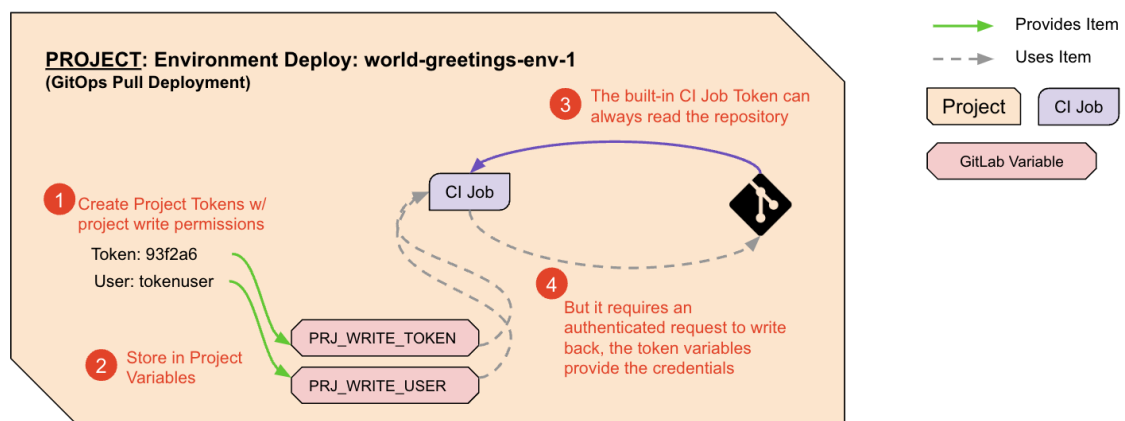 PROJECT: Environment Deploy: world-greetings-env-1
(GitOps Pull Deployment)
3
The built-in CI Job Token can
always read the repository
1
Create Project Tokens w/
project write permissions
Token: 93f2a6
User: tokenuser
CI Job
2
Store in Project
Variables
PRJ_WRITE_TOKEN
PRJ_WRITE_USER
4
But it requires an
authenticated request to write
back, the token variables
provide the credentials
Provides Item
Uses Item
Project
CI Job
GitLab Variable